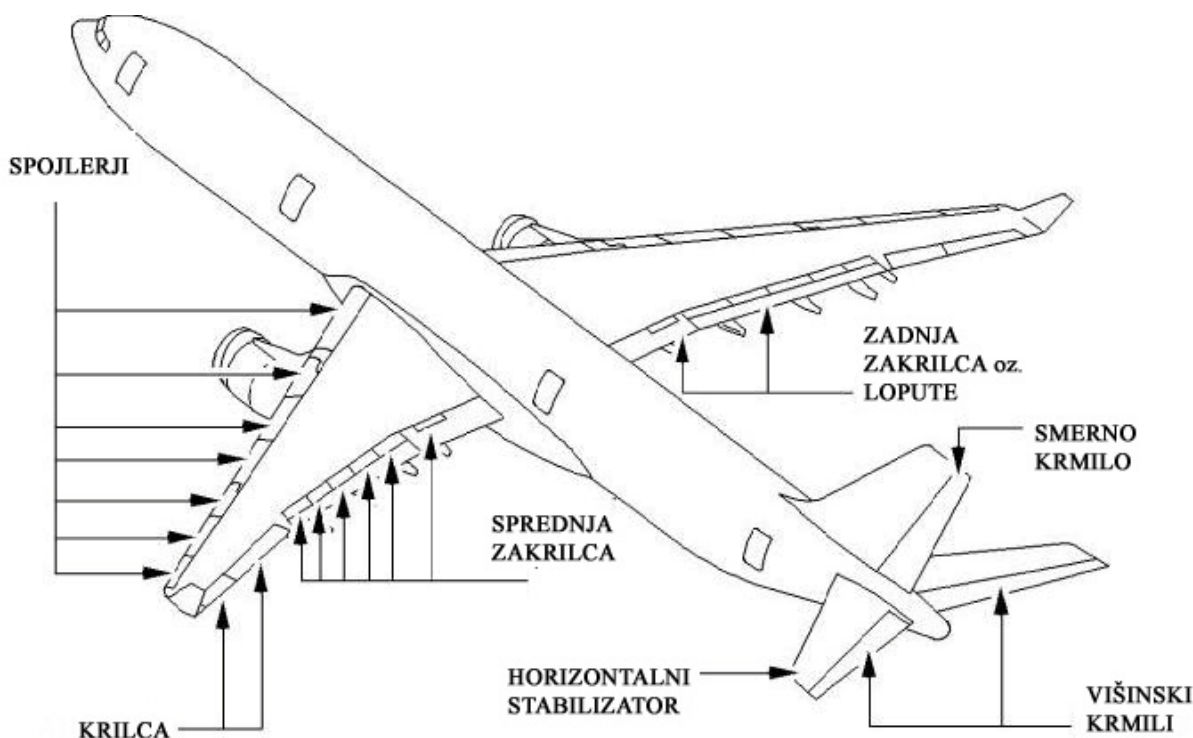 SPOJLERJI
ZADNJA
ZAKRILCA oz.
LOPUTE
SMERNO
KRMILO
SPREDNJA
ZAKRILCA
HORIZONTALNI
STABILIZATOR
VIŠINSKI
KRMILI
KRILCA